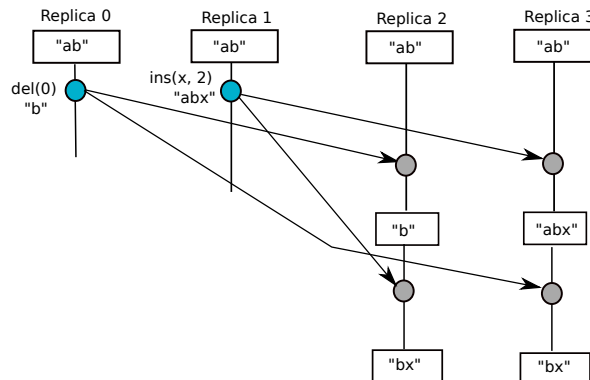 Replica 0
Replica 1
Replica 2
Replica 3
"ab"
"ab"
"ab"
"ab"
del(0)
"b"
ins(x, 2)
"abx"
"b"
"abx"
"bx"
"bx"